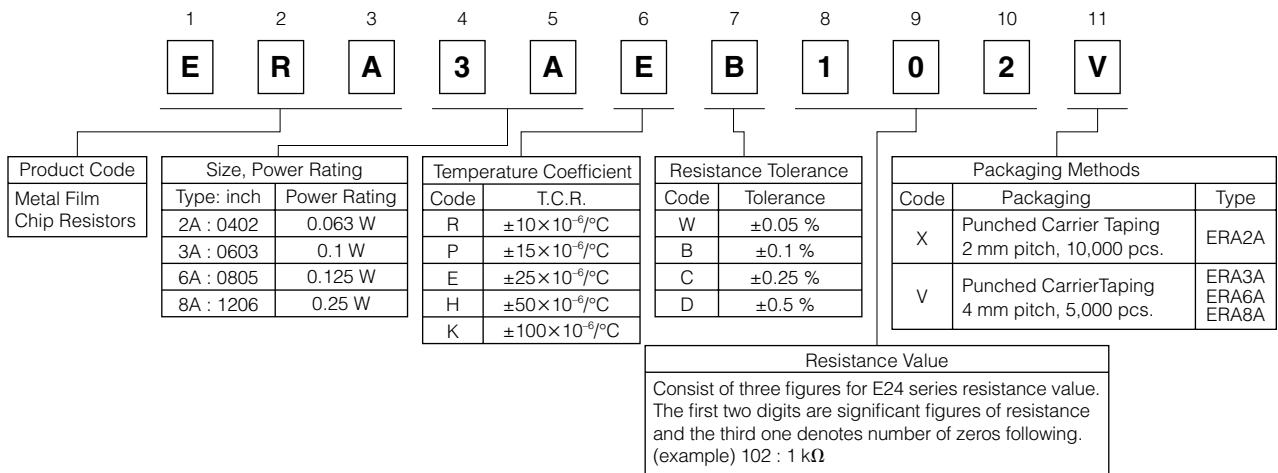 1 2 3 4 5 6 7 8 9 10 11
E R A 3 A E B 1 0 2 V
Product Code
Metal Film
Chip Resistors
Size, Power Rating
Type: inch Power Rating
2A : 0402 0.063 W
3A : 0603 0.1 W
6A : 0805 0.125 W
8A : 1206 0.25 W
Temperature Coefficient
Code T.C.R.
R ±10×10⁻⁶/°C
P ±15×10⁻⁶/°C
E ±25×10⁻⁶/°C
H ±50×10⁻⁶/°C
K ±100×10⁻⁶/°C
Resistance Tolerance
Code Tolerance
W ±0.05 %
B ±0.1 %
C ±0.25 %
D ±0.5 %
Packaging Methods
Code Packaging Type
X Punched Carrier Taping
2 mm pitch, 10,000 pcs. ERA2A
V Punched CarrierTaping
4 mm pitch, 5,000 pcs.
ERA3A
ERA6A
ERA8A
Resistance Value
Consist of three figures for E24 series resistance value.
The first two digits are significant figures of resistance
and the third one denotes number of zeros following.
(example) 102 : 1 kΩ